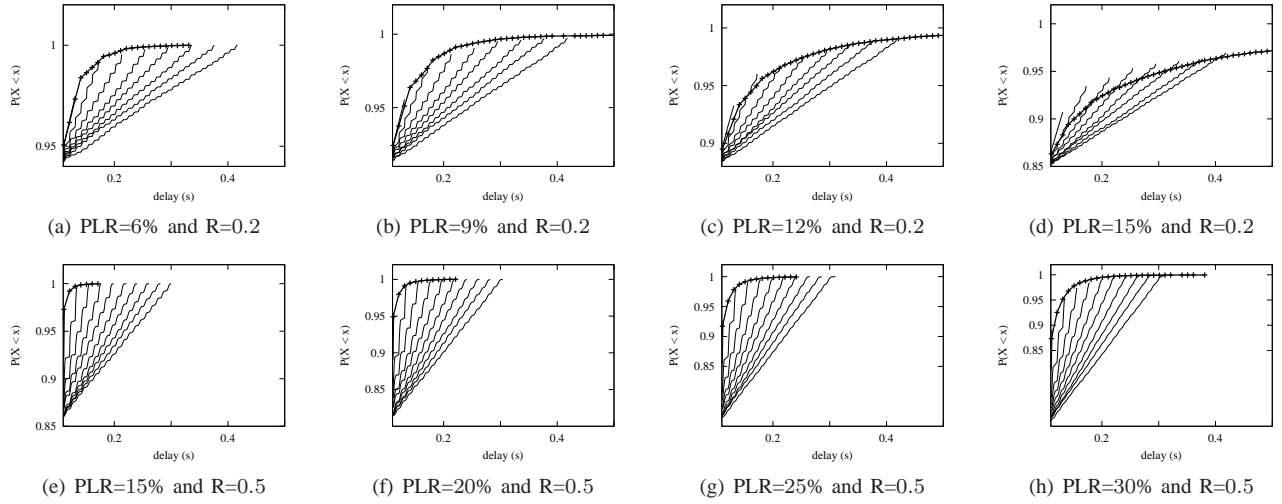 1
0.95
P(X < x)
0.2
0.4
delay (s)
(a) PLR=6% and R=0.2
1
0.95
P(X < x)
0.2
0.4
delay (s)
(b) PLR=9% and R=0.2
1
0.95
0.9
P(X < x)
0.2
0.4
delay (s)
(c) PLR=12% and R=0.2
1
0.95
0.9
0.85
P(X < x)
0.2
0.4
delay (s)
(d) PLR=15% and R=0.2
1
0.95
0.9
0.85
P(X < x)
0.2
0.4
delay (s)
(e) PLR=15% and R=0.5
1
0.95
0.9
0.85
P(X < x)
0.2
0.4
delay (s)
(f) PLR=20% and R=0.5
1
0.95
0.9
0.85
P(X < x)
0.2
0.4
delay (s)
(g) PLR=25% and R=0.5
1
0.95
0.9
0.85
P(X < x)
0.2
0.4
delay (s)
(h) PLR=30% and R=0.5